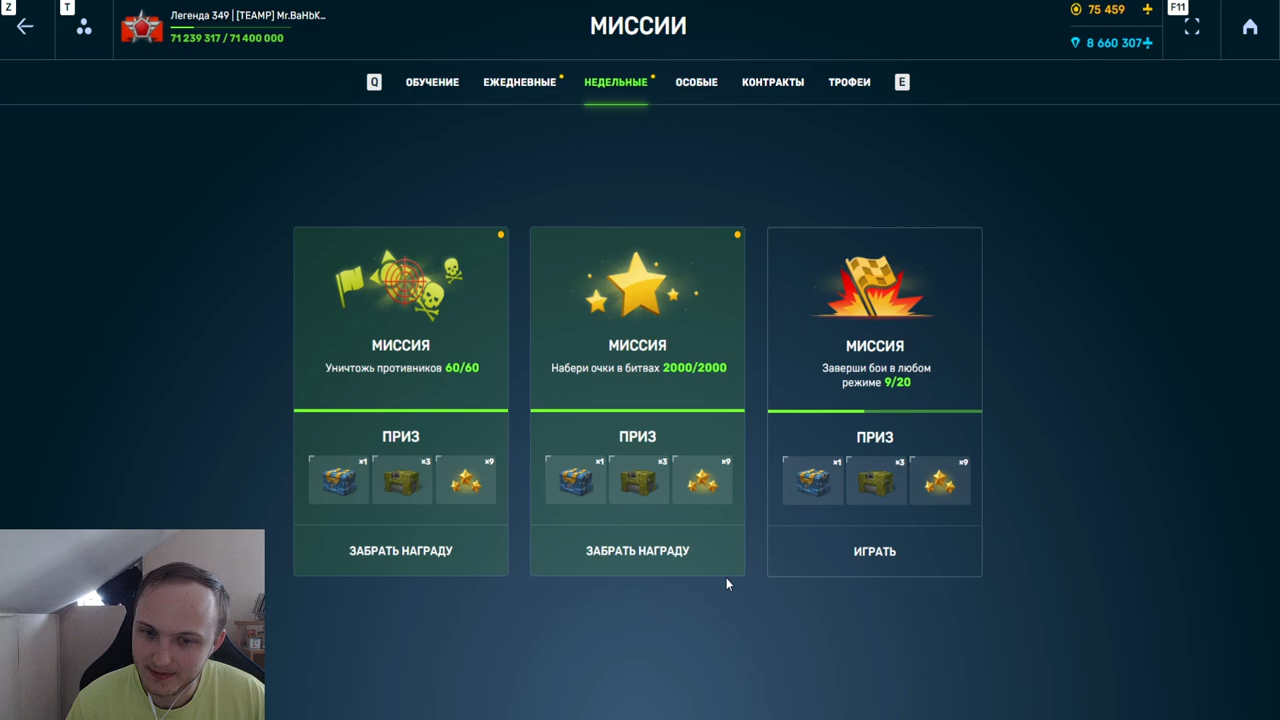 Z
T
Легенда 349 | [TEAMP] Mr.BaHbK...
71 239 317 / 71 400 000
МИССИИ
75 459 +
8 660 307+
F11
Q ОБУЧЕНИЕ ЕЖЕДНЕВНЫЕ НЕДЕЛЬНЫЕ ОСОБЫЕ КОНТРАКТЫ ТРОФЕИ E
МИССИЯ
Уничтожь противников 60/60
ПРИЗ
x1 x3 x9
ЗАБРАТЬ НАГРАДУ
МИССИЯ
Набери очки в битвах 2000/2000
ПРИЗ
x1 x3 x9
ЗАБРАТЬ НАГРАДУ
МИССИЯ
Заверши бои в любом
режиме 9/20
ПРИЗ
x1 x3 x9
ИГРАТЬ